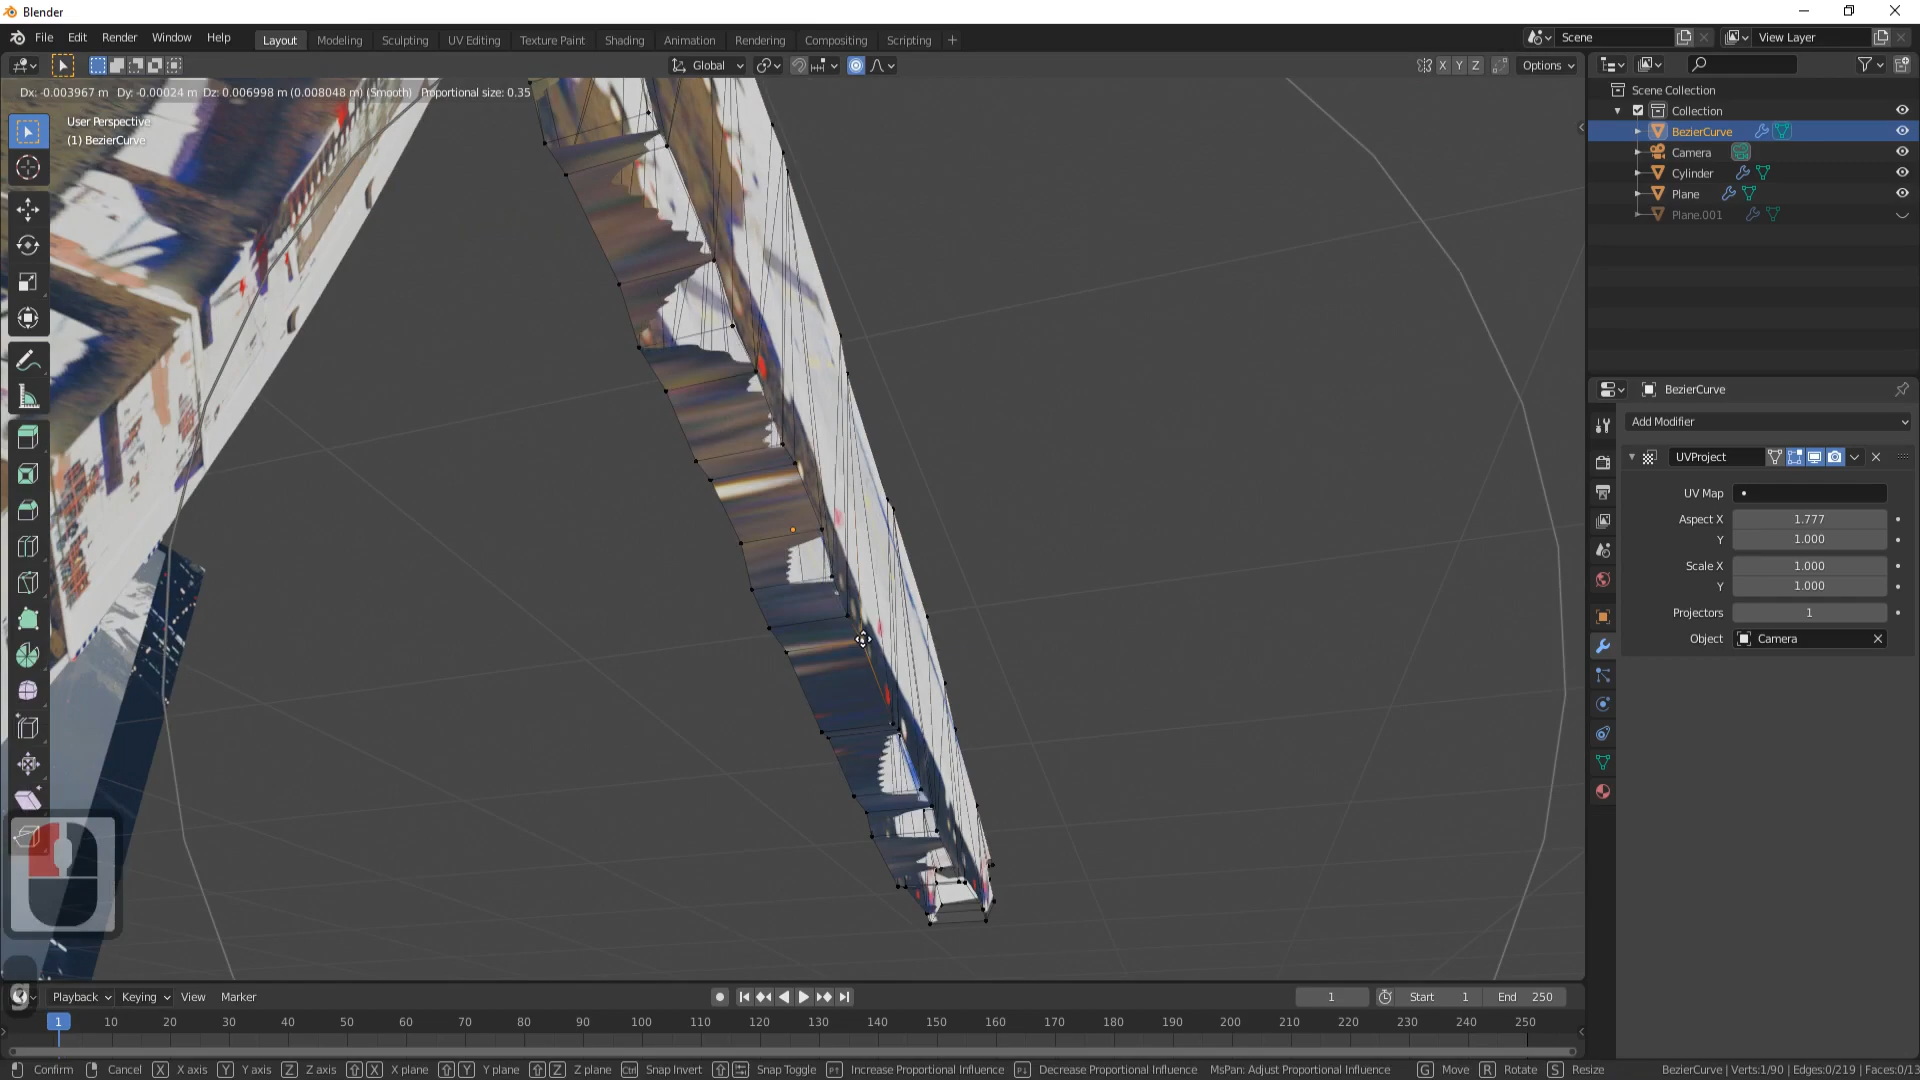 Blender
File Edit Render Window Help
Layout Modeling Sculpting UV Editing Texture Paint Shading Animation Rendering Compositing Scripting +
Scene
View Layer
Global
X Y Z
Options
Dx: -0.003967 m Dy: -0.00024 m Dz: 0.006998 m (0.008048 m) (Smooth) Proportional size: 0.35
User Perspective
(1) BezierCurve
Scene Collection
Collection
BezierCurve
Camera
Cylinder
Plane
Plane.001
BezierCurve
Add Modifier
UVProject
UV Map
Aspect X 1.777
Y 1.000
Scale X 1.000
Y 1.000
Projectors 1
Object Camera
g
Playback Keying View Marker
1
Start 1
End 250
1 10 20 30 40 50 60 70 80 90 100 110 120 130 140 150 160 170 180 190 200 210 220 230 240 250
Confirm Cancel X X axis Y Y axis Z Z axis X X plane Y Y plane Z Z plane Ctrl Snap Invert Snap Toggle Increase Proportional Influence Decrease Proportional Influence MsPan: Adjust Proportional Influence G Move R Rotate S Resize
BezierCurve | Verts:1/90 | Edges:0/219 | Faces:0/13